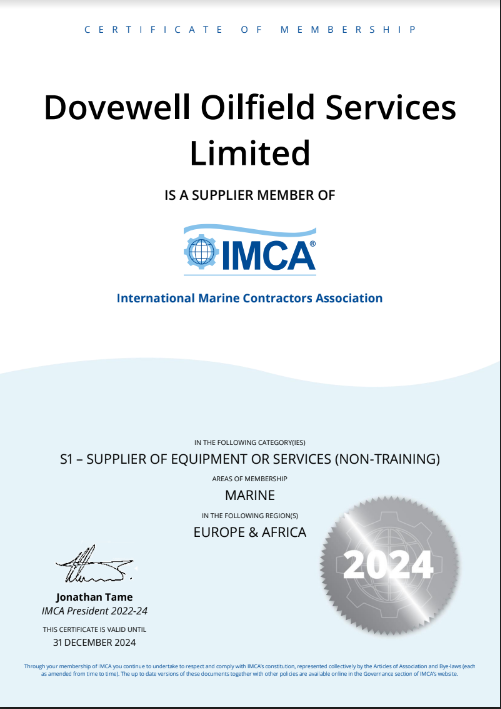 CERTIFICATE OF MEMBERSHIP
Dovewell Oilfield Services
Limited
IS A SUPPLIER MEMBER OF
IMCA®
International Marine Contractors Association
IN THE FOLLOWING CATEGORY(IES)
S1 – SUPPLIER OF EQUIPMENT OR SERVICES (NON-TRAINING)
AREAS OF MEMBERSHIP
MARINE
IN THE FOLLOWING REGION(S)
EUROPE & AFRICA
2024
Jonathan Tame
IMCA President 2022-24
THIS CERTIFICATE IS VALID UNTIL
31 DECEMBER 2024
Through your membership of IMCA you continue to undertake to respect and comply with IMCA's constitution, represented collectively by the Articles of Association and Bye-laws (each
as amended from time to time). The up to date versions of these documents together with other policies are available online in the Governance section of IMCA's website.